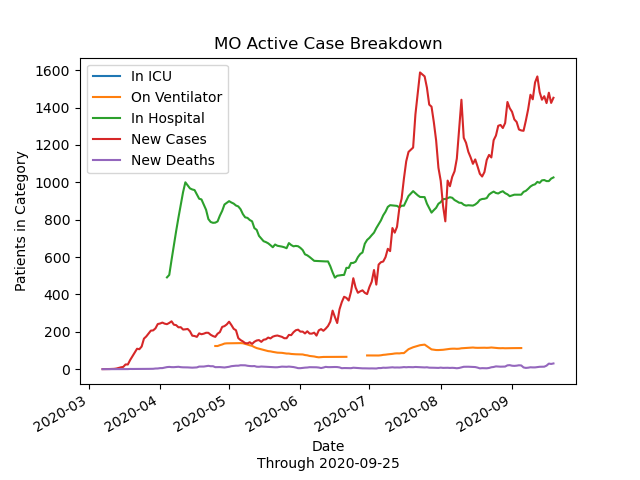 MO Active Case Breakdown
In ICU
On Ventilator
In Hospital
New Cases
New Deaths
Patients in Category
1600
1400
1200
1000
800
600
400
200
0
2020-03
2020-04
2020-05
2020-06
2020-07
2020-08
2020-09
Date
Through 2020-09-25